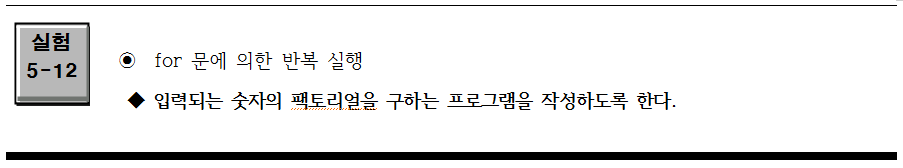 실험
5-12
◉ for 문에 의한 반복 실행
◆ 입력되는 숫자의 팩토리얼을 구하는 프로그램을 작성하도록 한다.